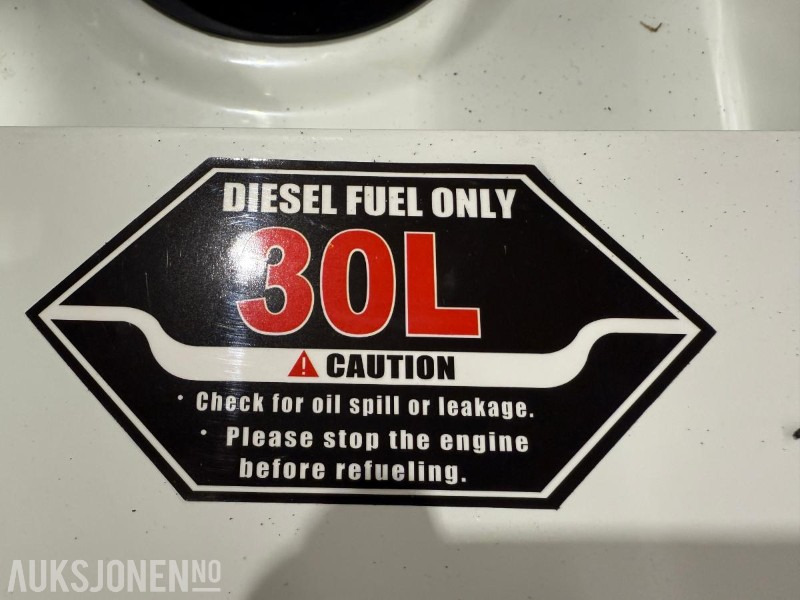 DIESEL FUEL ONLY
30L
CAUTION
· Check for oil spill or leakage.
· Please stop the engine
before refueling.
AUKSJONEN.NO